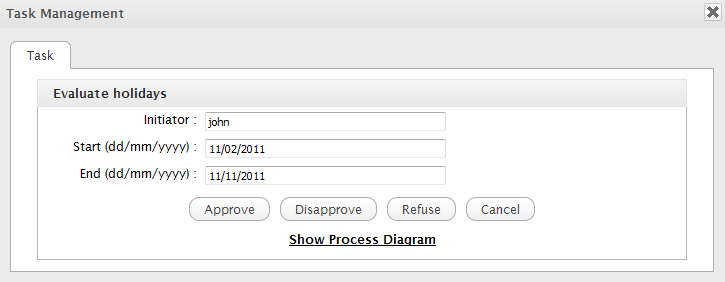 Task Management
Task
Evaluate holidays
Initiator : john
Start (dd/mm/yyyy) : 11/02/2011
End (dd/mm/yyyy) : 11/11/2011
Approve Disapprove Refuse Cancel
Show Process Diagram